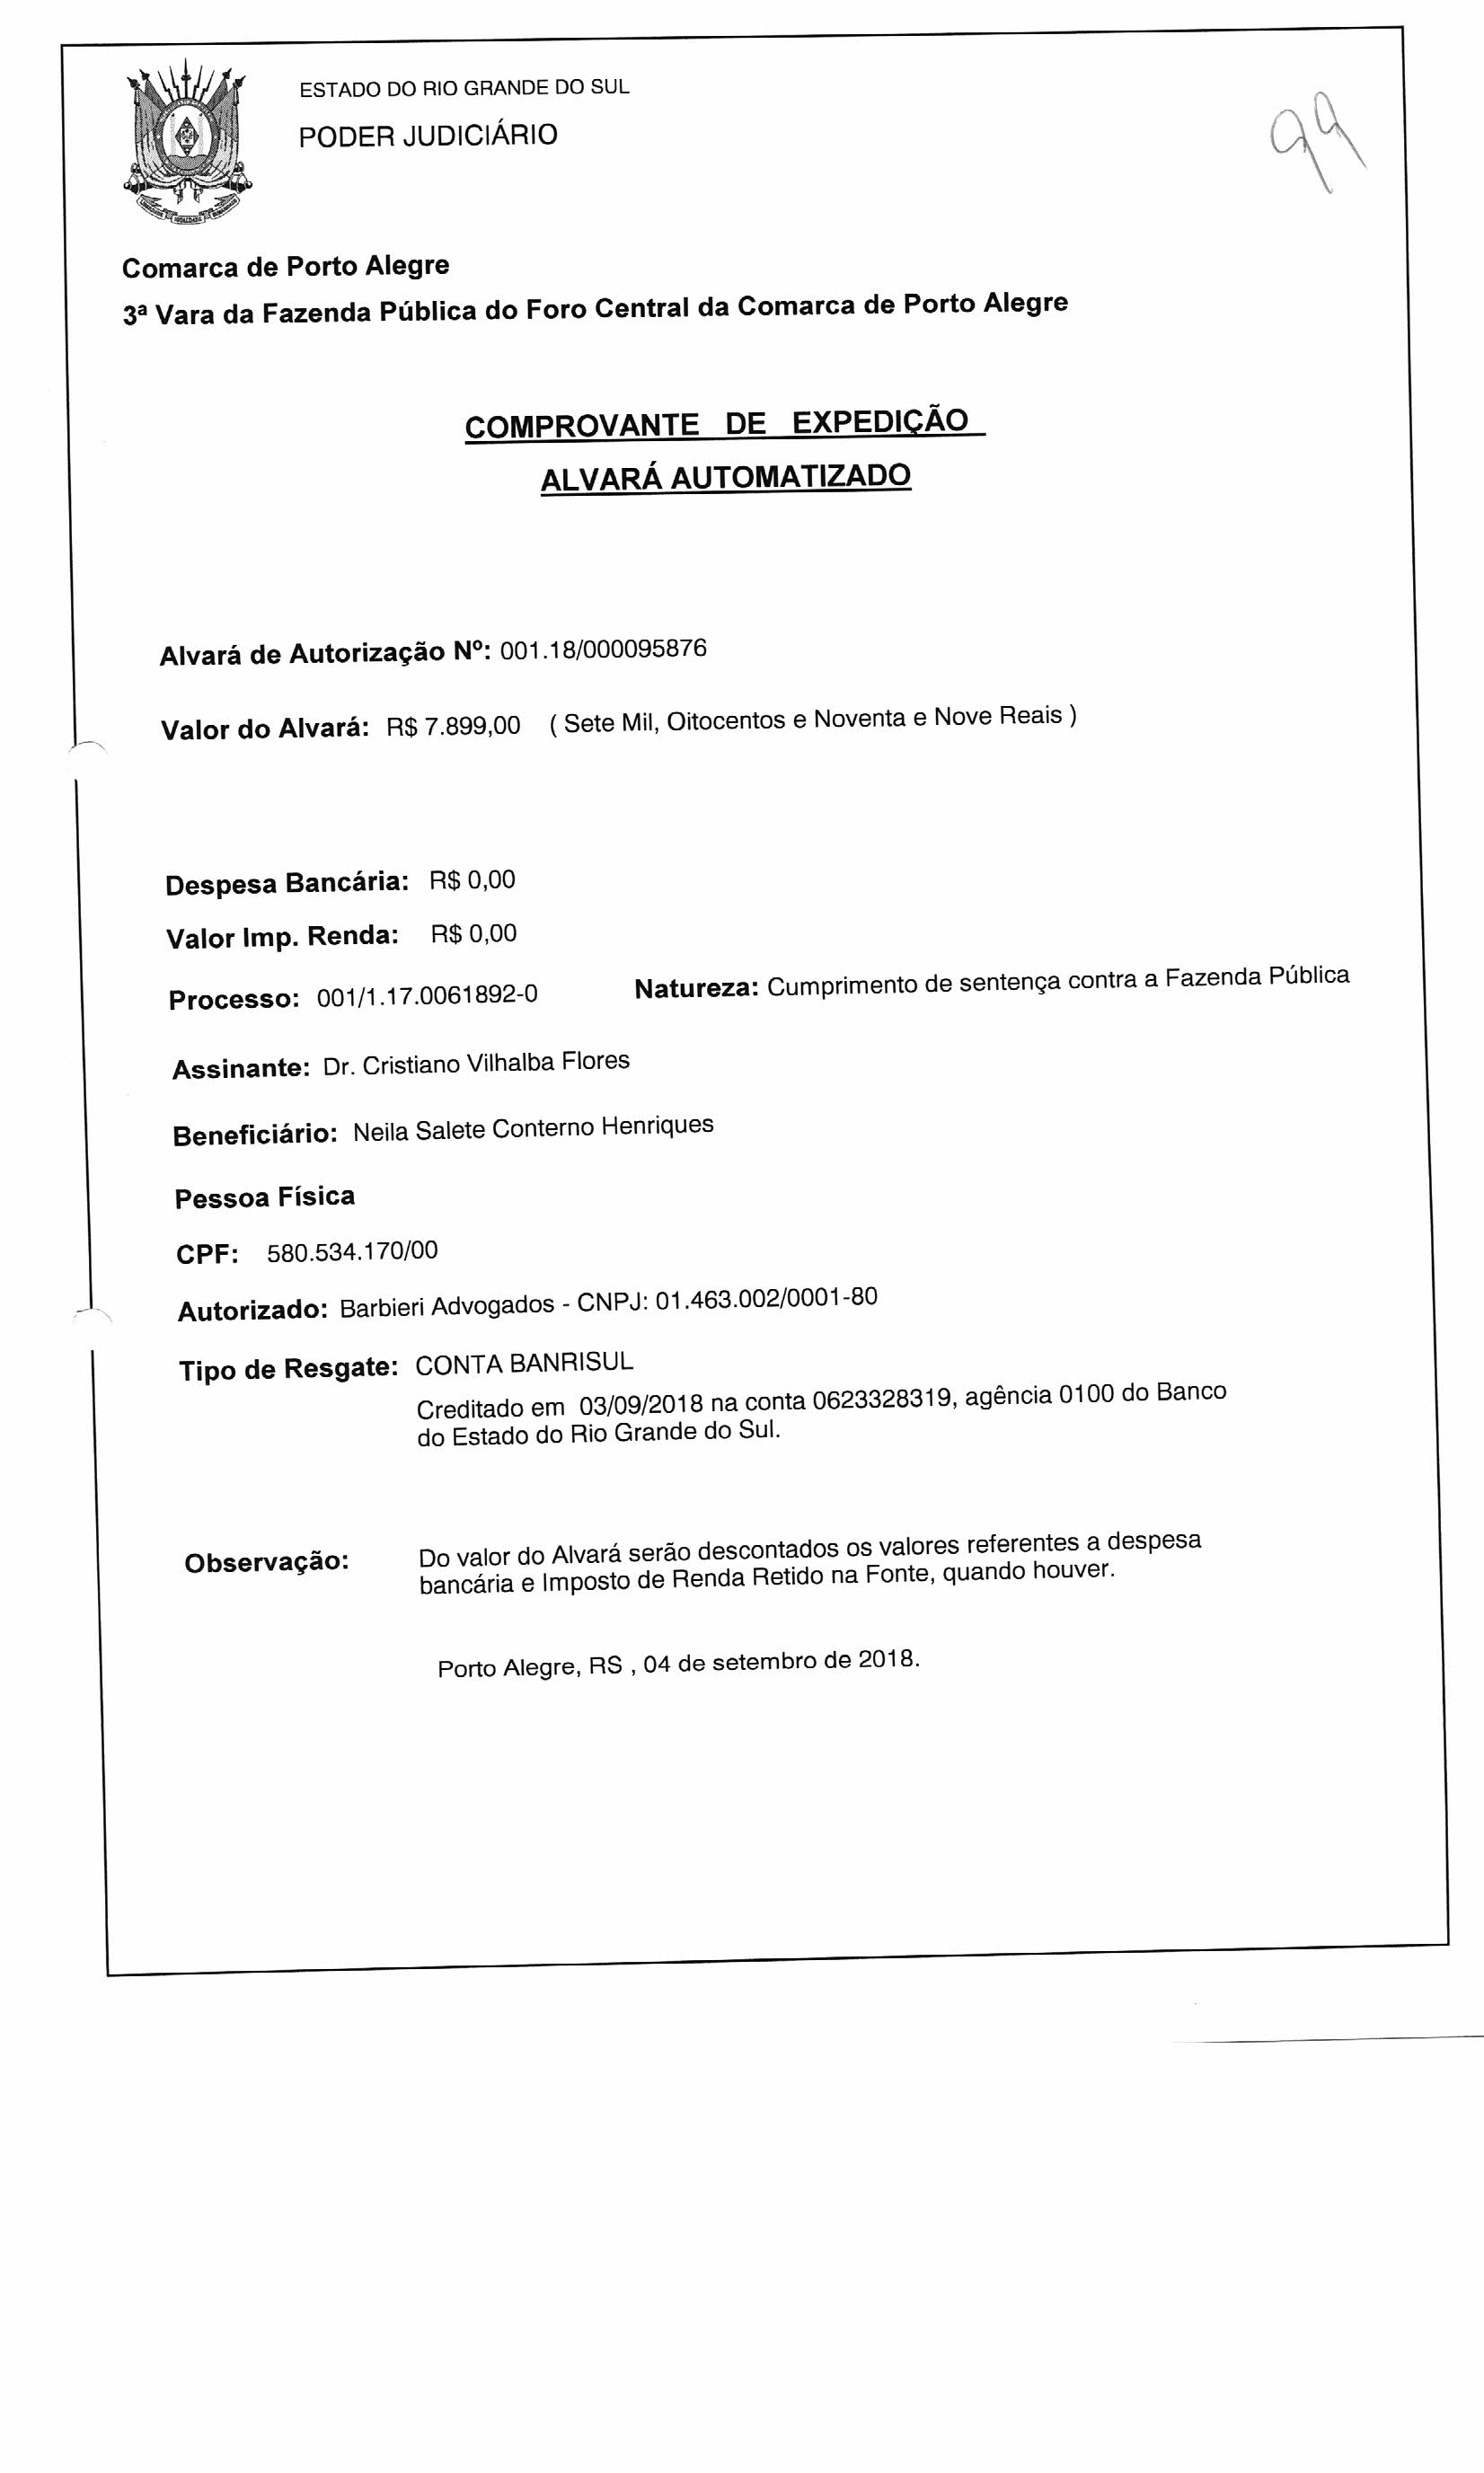 ESTADO DO RIO GRANDE DO SUL
PODER JUDICIÁRIO
99
Comarca de Porto Alegre
3ª Vara da Fazenda Pública do Foro Central da Comarca de Porto Alegre
COMPROVANTE DE EXPEDIÇÃO
ALVARÁ AUTOMATIZADO
Alvará de Autorização Nº: 001.18/000095876
Valor do Alvará: R$ 7.899,00 ( Sete Mil, Oitocentos e Noventa e Nove Reais )
Despesa Bancária: R$ 0,00
Valor Imp. Renda: R$ 0,00
Processo: 001/1.17.0061892-0 Natureza: Cumprimento de sentença contra a Fazenda Pública
Assinante: Dr. Cristiano Vilhalba Flores
Beneficiário: Neila Salete Conterno Henriques
Pessoa Física
CPF: 580.534.170/00
Autorizado: Barbieri Advogados - CNPJ: 01.463.002/0001-80
Tipo de Resgate: CONTA BANRISUL
Creditado em 03/09/2018 na conta 0623328319, agência 0100 do Banco
do Estado do Rio Grande do Sul.
Observação: Do valor do Alvará serão descontados os valores referentes a despesa
bancária e Imposto de Renda Retido na Fonte, quando houver.
Porto Alegre, RS , 04 de setembro de 2018.